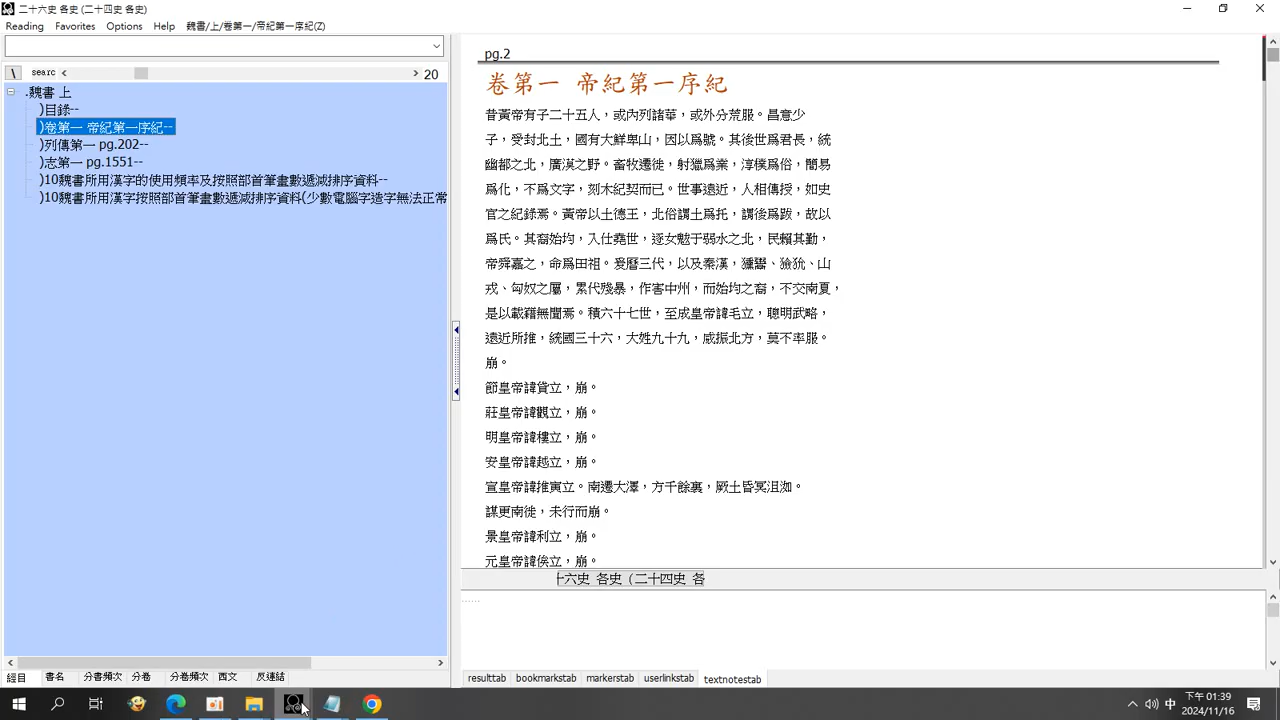 二十六史 各史 (二十四史 各史)
Reading Favorites Options Help 魏書/上/卷第一/帝紀第一序紀(Z)
searc
20
.魏書 上
)目錄--
)卷第一 帝紀第一序紀--
)列傳第一 pg.202--
)志第一 pg.1551--
)10魏書所用漢字的使用頻率及按照部首筆畫數遞減排序資料--
)10魏書所用漢字按照部首筆畫數遞減排序資料(少數電腦字造字無法正常
經目 書名 分書頻次 分卷 分卷頻次 西文 反連結
pg.2
卷第一 帝紀第一序紀
昔黃帝有子二十五人，或內列諸華，或外分荒服。昌意少
子，受封北土，國有大鮮卑山，因以爲號。其後世爲君長，統
幽都之北，廣漠之野。畜牧遷徙，射獵爲業，淳樸爲俗，簡易
爲化，不爲文字，刻木紀契而已。世事遠近，人相傳授，如史
官之紀錄焉。黃帝以土德王，北俗謂土爲托，謂後爲跋，故以
爲氏。其裔始均，入仕堯世，逐女魃于弱水之北，民賴其勤，
帝舜嘉之，命爲田祖。爰曆三代，以及秦漢，獯鬻、獫狁、山
戎、匈奴之屬，累代殘暴，作害中州，而始均之裔，不交南夏，
是以載籍無聞焉。積六十七世，至成皇帝諱毛立，聰明武略，
遠近所推，統國三十六，大姓九十九，威振北方，莫不率服。
崩。
節皇帝諱貸立，崩。
莊皇帝諱觀立，崩。
明皇帝諱樓立，崩。
安皇帝諱越立，崩。
宣皇帝諱推寅立。南遷大澤，方千餘裏，厥土昏冥沮洳。
謀更南徙，未行而崩。
景皇帝諱利立，崩。
元皇帝諱俟立，崩。
十六史 各史 (二十四史 各
......
resulttab bookmarkstab markerstab userlinkstab textnotestab
中
下午 01:39
2024/11/16